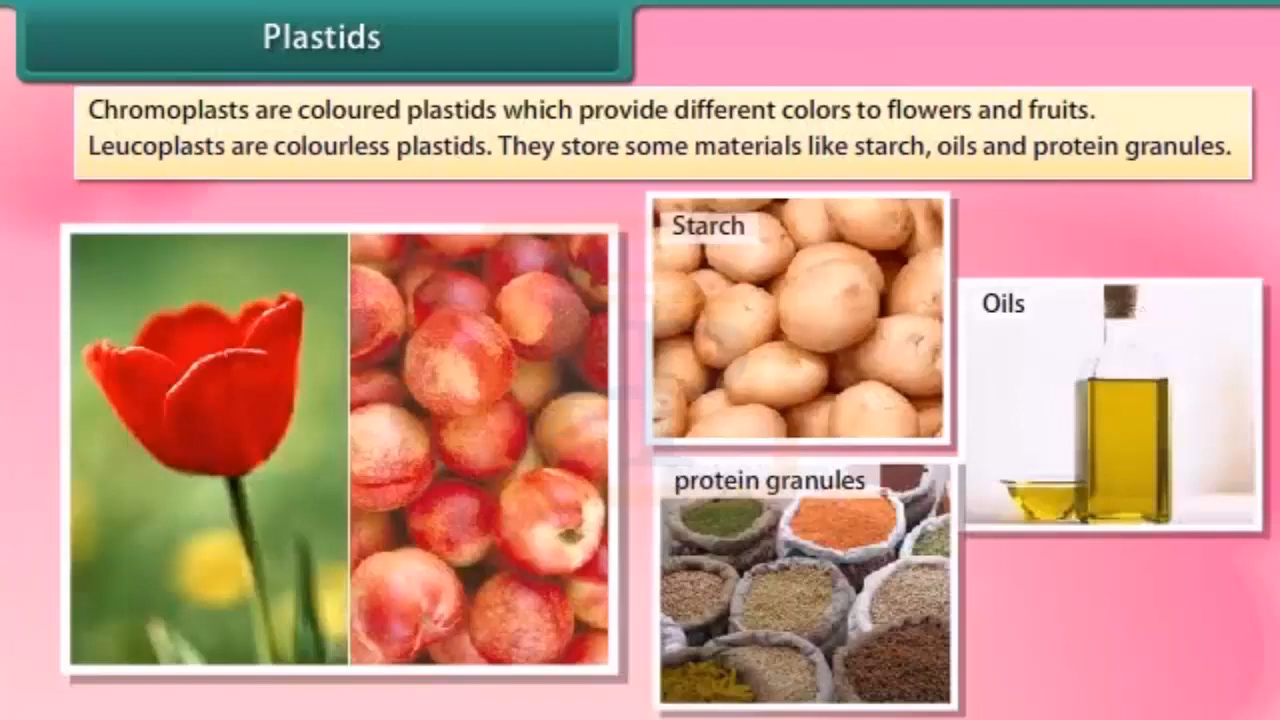 Plastids
Chromoplasts are coloured plastids which provide different colors to flowers and fruits.
Leucoplasts are colourless plastids. They store some materials like starch, oils and protein granules.
Starch
Oils
protein granules